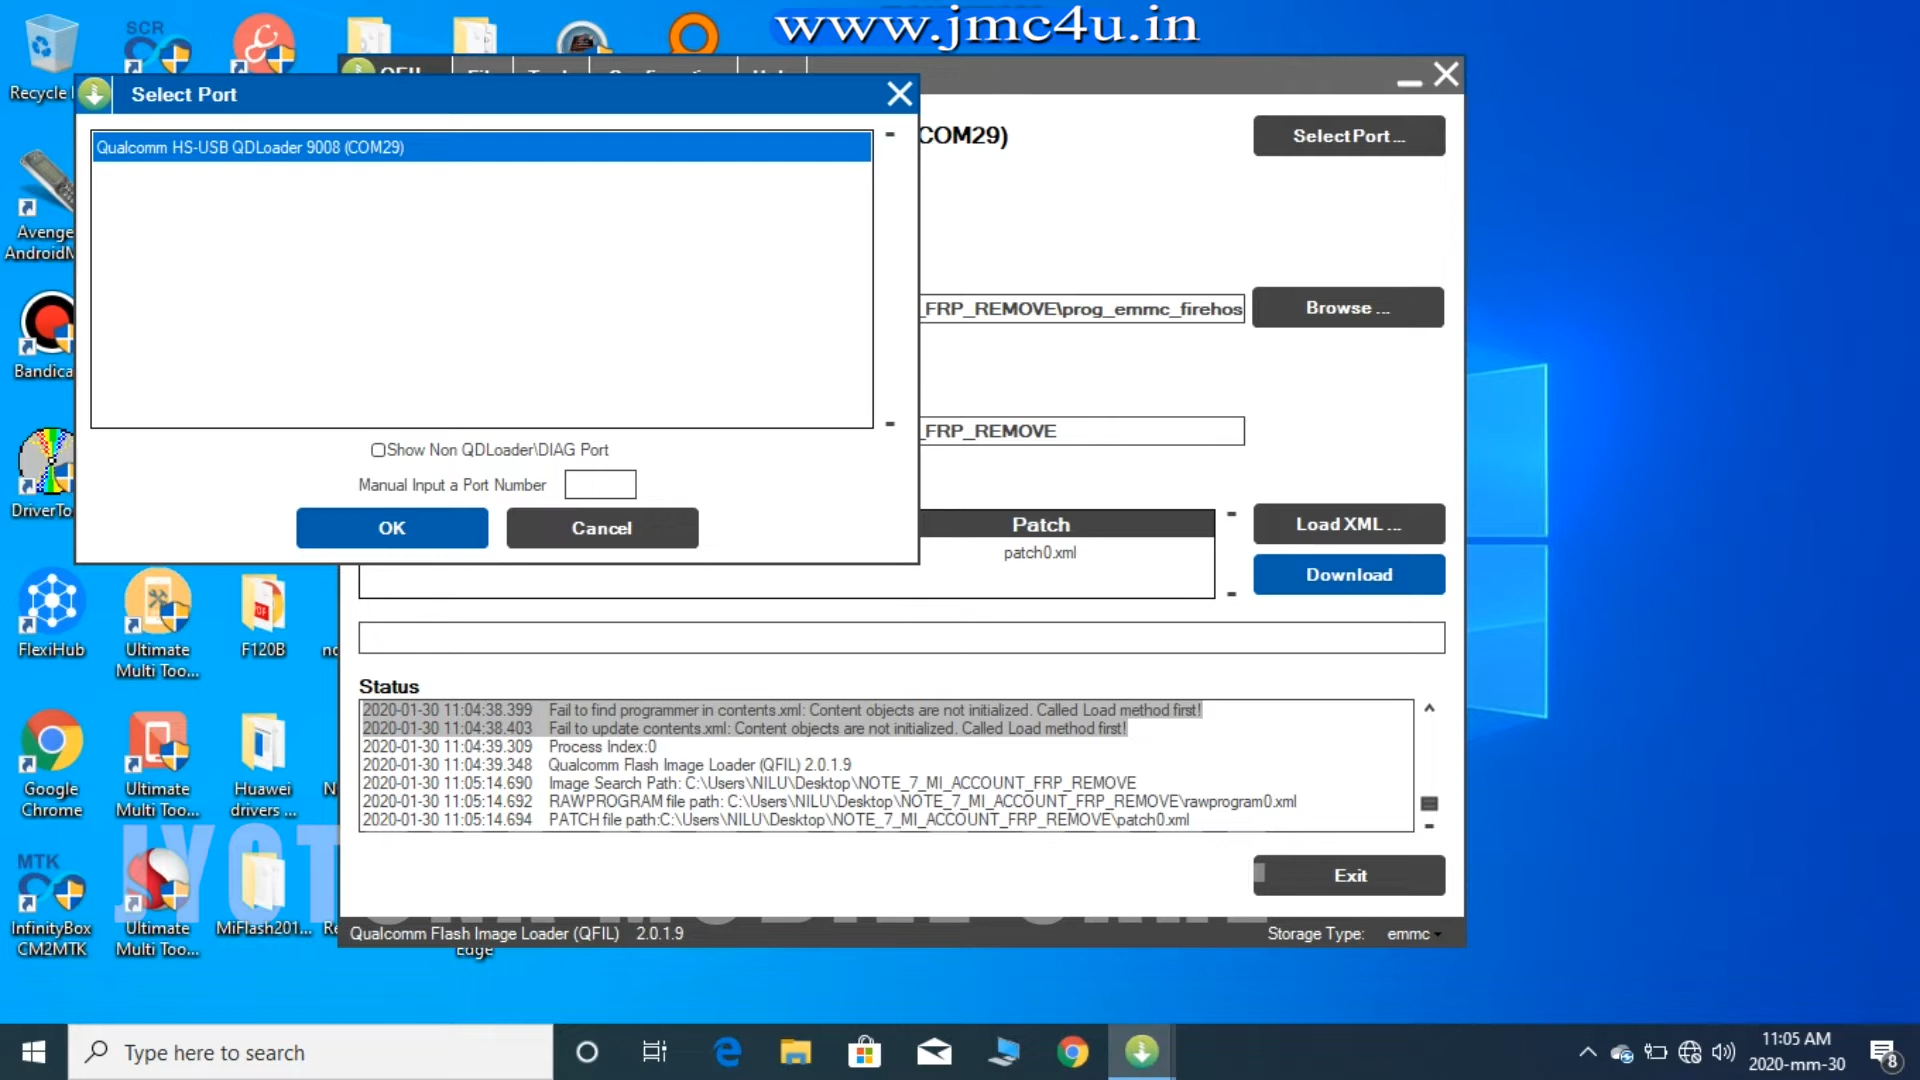 www.jmc4u.in
SCR
Recycle
QFIL
Select Port
Qualcomm HS-USB QDLoader 9008 (COM29)
COM29)
Select Port ...
Avenge
AndroidM
_FRP_REMOVE\prog_emmc_firehos
Browse ...
Bandica
_FRP_REMOVE
Show Non QDLoader\DIAG Port
Manual Input a Port Number
OK
Cancel
DriverTo
Patch
patch0.xml
Load XML ...
Download
FlexiHub
Ultimate
Multi Too...
PDF
F120B
Status
2020-01-30 11:04:38.399 Fail to find programmer in contents.xml: Content objects are not initialized. Called Load method first!
2020-01-30 11:04:38.403 Fail to update contents.xml: Content objects are not initialized. Called Load method first!
2020-01-30 11:04:39.309 Process Index:0
2020-01-30 11:04:39.348 Qualcomm Flash Image Loader (QFIL) 2.0.1.9
2020-01-30 11:05:14.690 Image Search Path: C:\Users\NILU\Desktop\NOTE_7_MI_ACCOUNT_FRP_REMOVE
2020-01-30 11:05:14.692 RAWPROGRAM file path: C:\Users\NILU\Desktop\NOTE_7_MI_ACCOUNT_FRP_REMOVE\rawprogram0.xml
2020-01-30 11:05:14.694 PATCH file path:C:\Users\NILU\Desktop\NOTE_7_MI_ACCOUNT_FRP_REMOVE\patch0.xml
Google
Chrome
Ultimate
Multi Too...
Huawei
drivers ...
Exit
MTK
InfinityBox
CM2MTK
Ultimate
Multi Too...
MiFlash201...
Edge
Qualcomm Flash Image Loader (QFIL) 2.0.1.9
Storage Type: emmc
Type here to search
11:05 AM
2020-mm-30
8